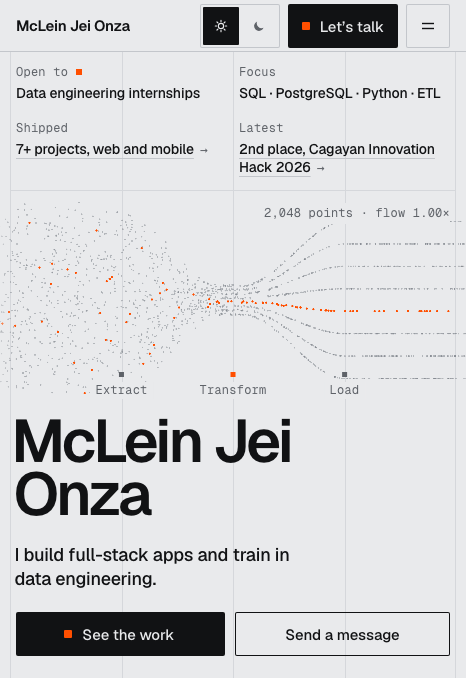 McLein Jei Onza
Let's talk
Open to
Data engineering internships
Focus
SQL · PostgreSQL · Python · ETL
Shipped
7+ projects, web and mobile →
Latest
2nd place, Cagayan Innovation
Hack 2026 →
2,048 points · flow 1.00×
Extract
Transform
Load
McLein Jei
Onza
I build full-stack apps and train in
data engineering.
See the work
Send a message